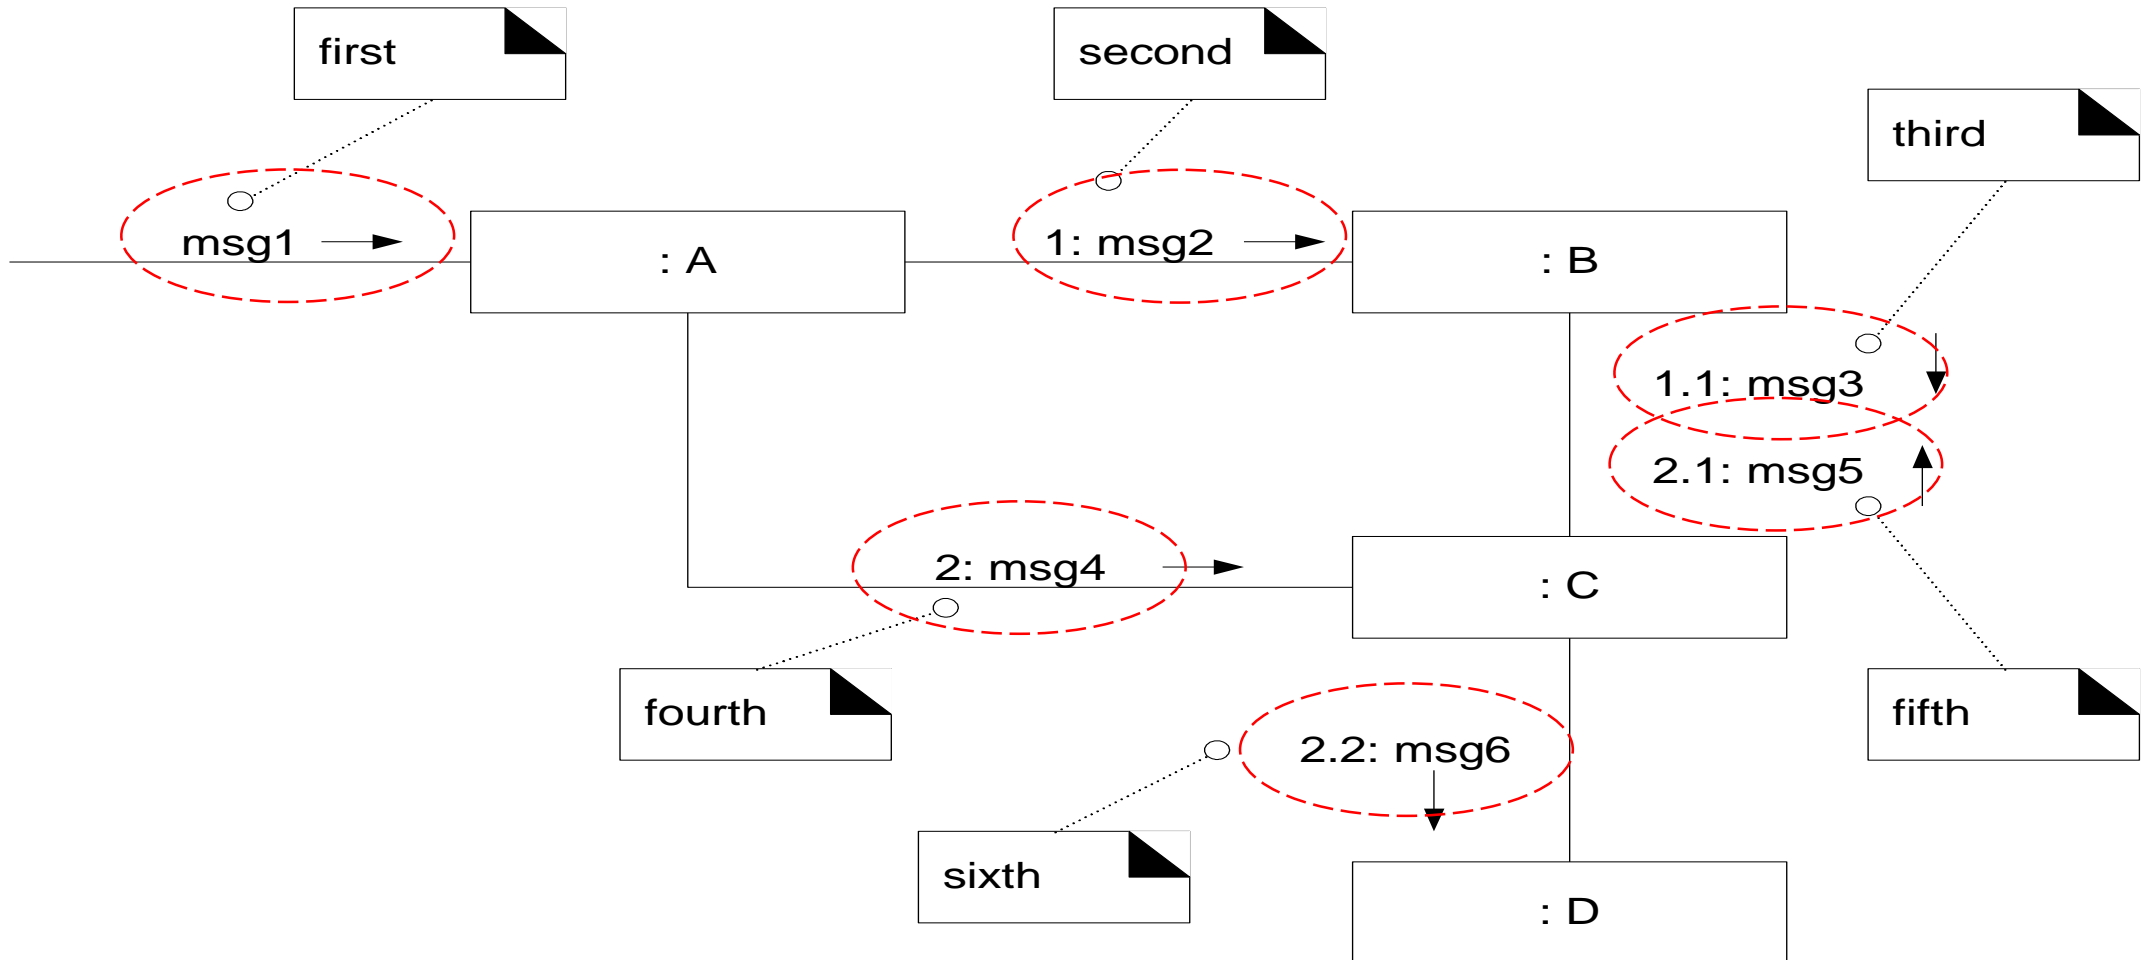 first
second
third
msg1
1: msg2
: A
: B
1.1: msg3
2.1: msg5
2: msg4
: C
fourth
fifth
2.2: msg6
sixth
: D